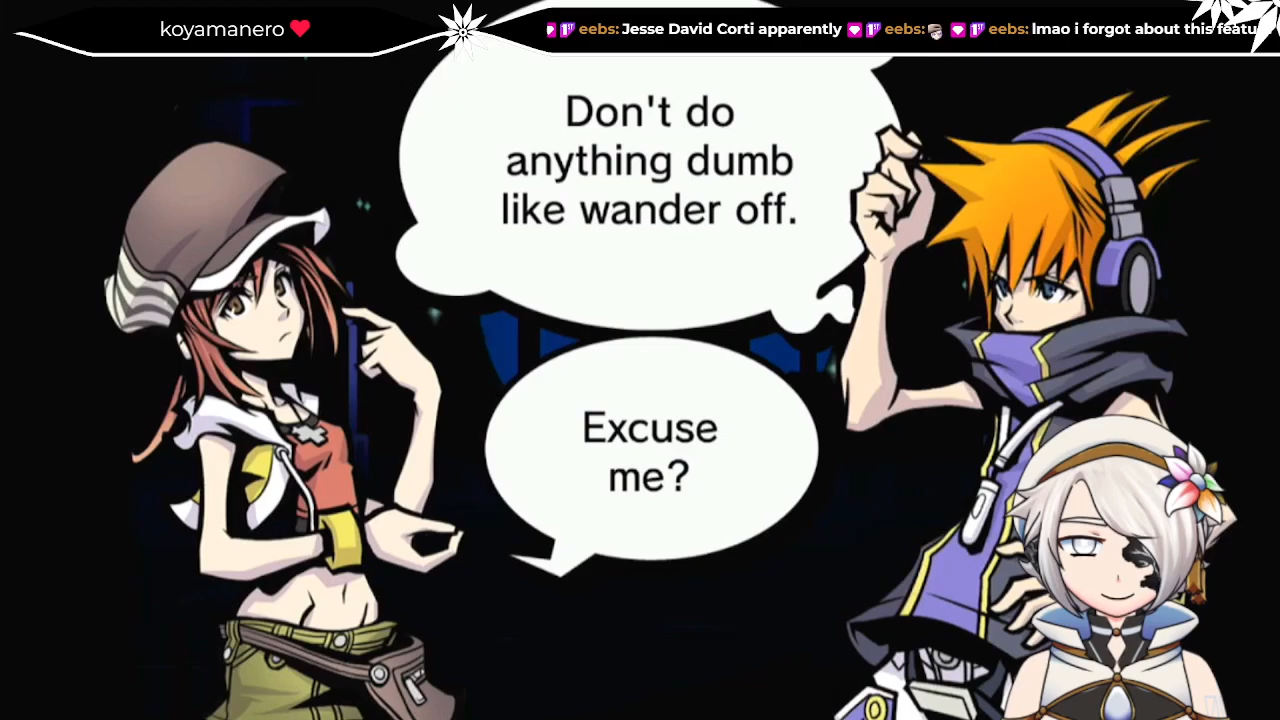 koyamanero ❤
eebs: Jesse David Corti apparently eebs: eebs: lmao i forgot about this featu
Don't do
anything dumb
like wander off.
Excuse
me?